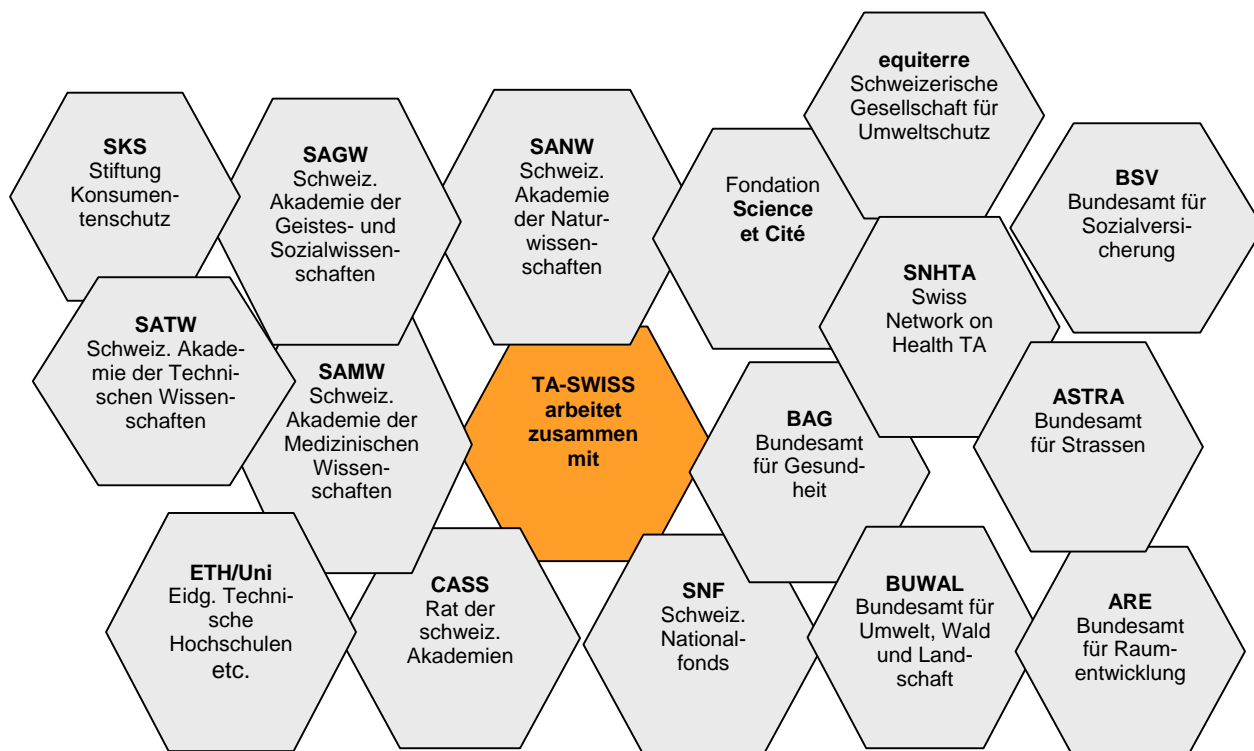 equiterre
Schweizerische
Gesellschaft für
Umweltschutz
SKS
Stiftung
Konsumen-
tenschutz
SAGW
Schweiz.
Akademie der
Geistes- und
Sozialwissen-
schaften
SANW
Schweiz.
Akademie
der Natur-
wissen-
schaften
Fondation
Science
et Cité
BSV
Bundesamt für
Sozialversi-
cherung
SNHTA
Swiss
Network on
Health TA
SATW
Schweiz. Akade-
mie der Techni-
schen Wissen-
schaften
SAMW
Schweiz.
Akademie der
Medizinischen
Wissen-
schaften
TA-SWISS
arbeitet
zusammen
mit
BAG
Bundesamt
für Gesund-
heit
ASTRA
Bundesamt
für Strassen
ETH/Uni
Eidg. Techni-
sche
Hochschulen
etc.
CASS
Rat der
schweiz.
Akademien
SNF
Schweiz.
National-
fonds
BUWAL
Bundesamt für
Umwelt, Wald
und Land-
schaft
ARE
Bundesamt
für Raum-
entwicklung